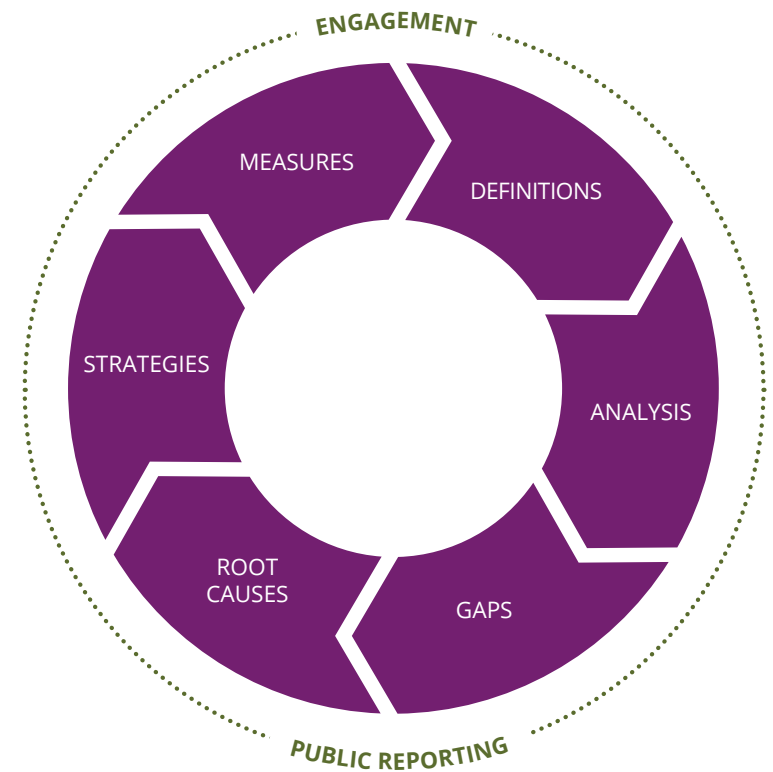 ENGAGEMENT
MEASURES
DEFINITIONS
STRATEGIES
ANALYSIS
ROOT
CAUSES
GAPS
PUBLIC REPORTING